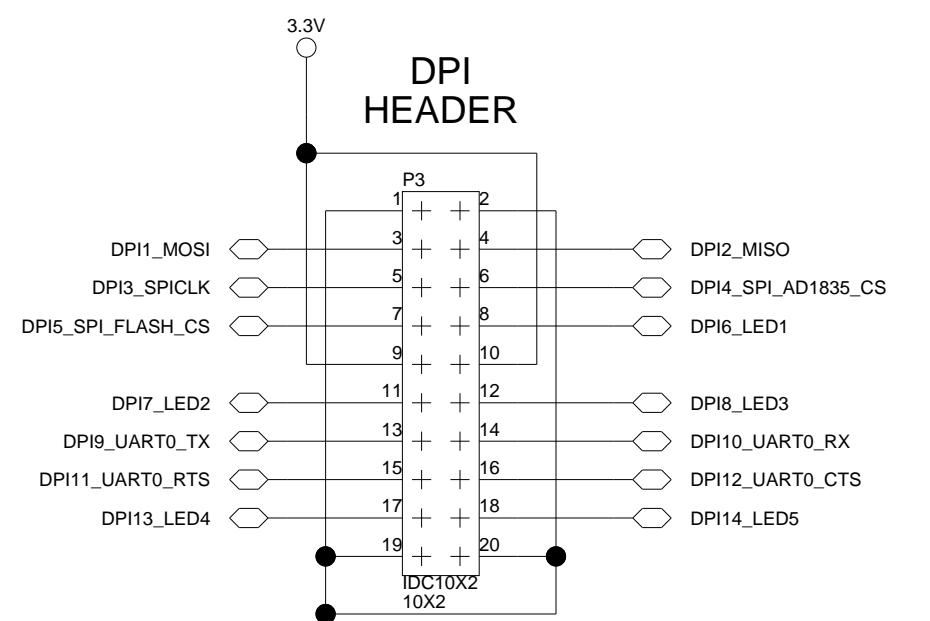 3.3V
DPI
HEADER
P3
1 2
DPI1_MOSI 3 4 DPI2_MISO
DPI3_SPICLK 5 6 DPI4_SPI_AD1835_CS
DPI5_SPI_FLASH_CS 7 8 DPI6_LED1
9 10
DPI7_LED2 11 12 DPI8_LED3
DPI9_UART0_TX 13 14 DPI10_UART0_RX
DPI11_UART0_RTS 15 16 DPI12_UART0_CTS
DPI13_LED4 17 18 DPI14_LED5
19 20
IDC10X2
10X2